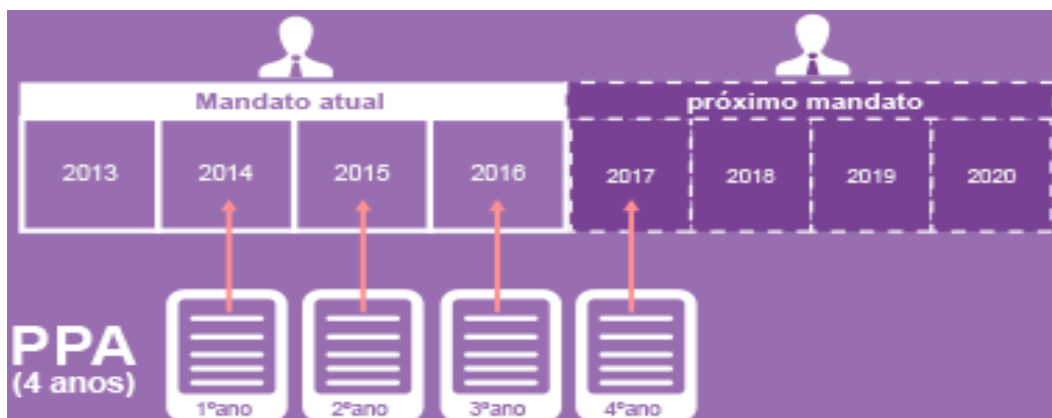 Mandato atual
próximo mandato
2013 2014 2015 2016 2017 2018 2019 2020
PPA
(4 anos)
1ºano 2ºano 3ºano 4ºano